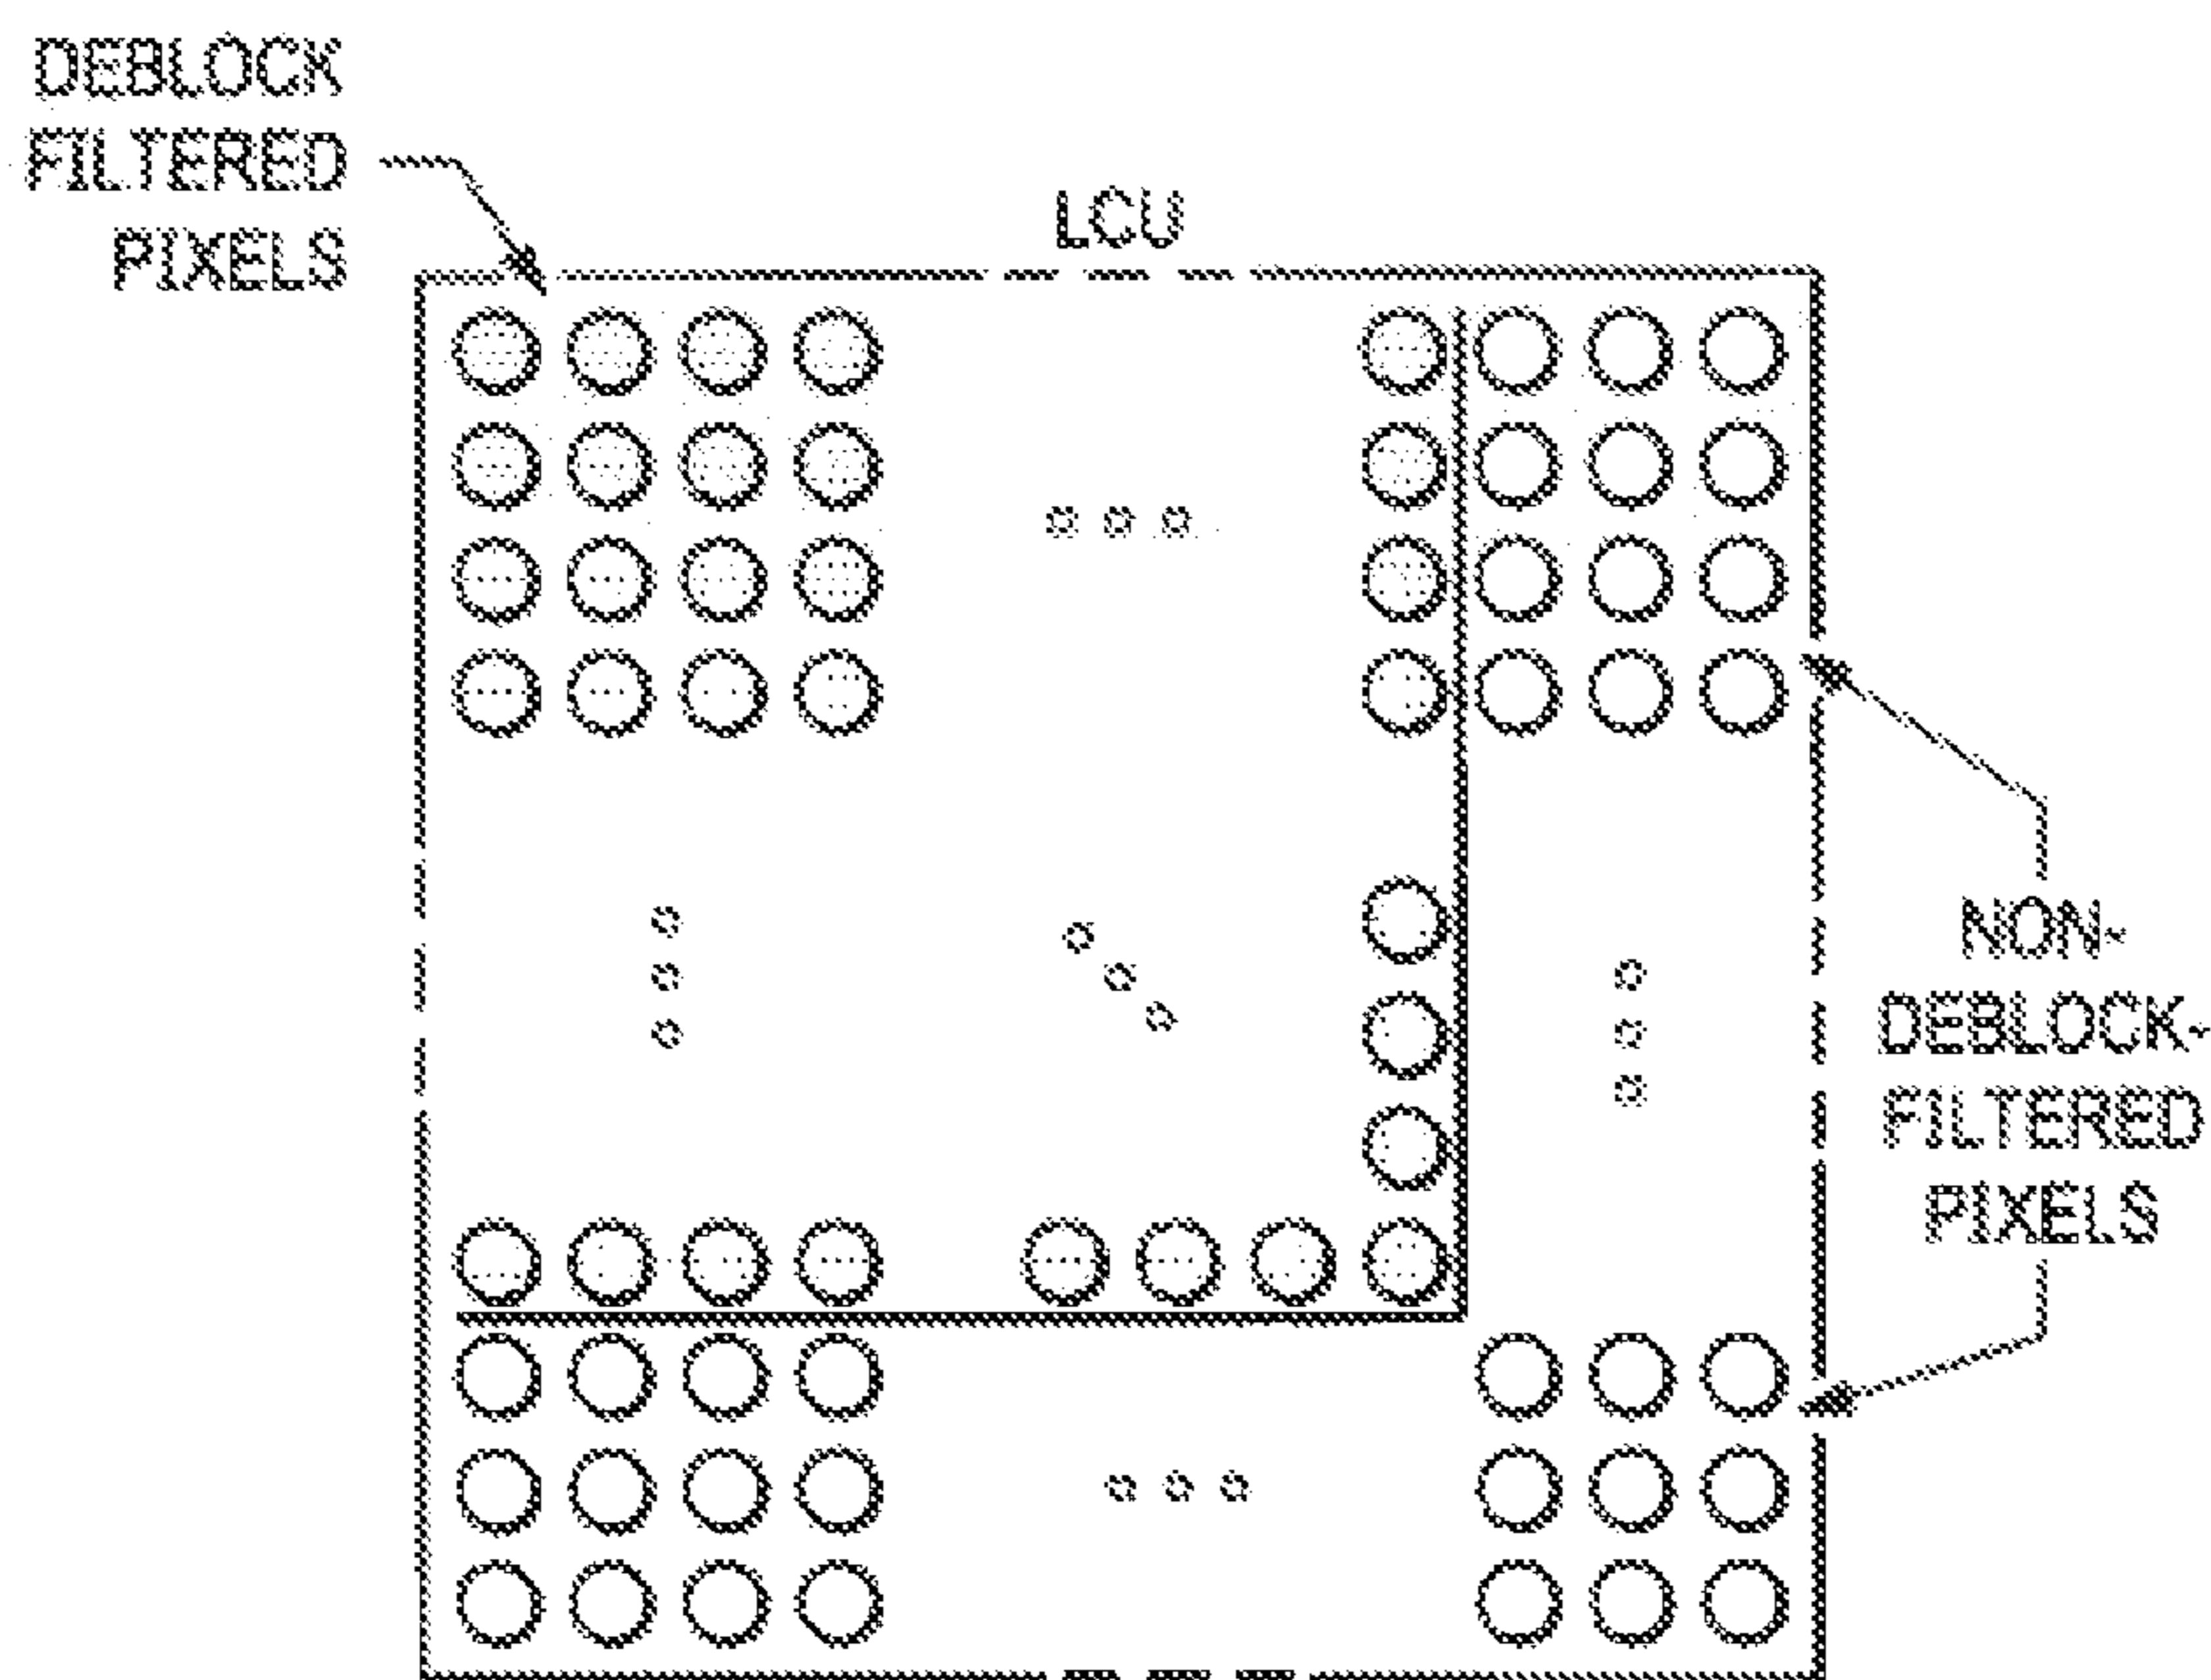 DEBLOCK
FILTERED
PIXELS
LCU
NON-
DEBLOCK-
FILTERED
PIXELS